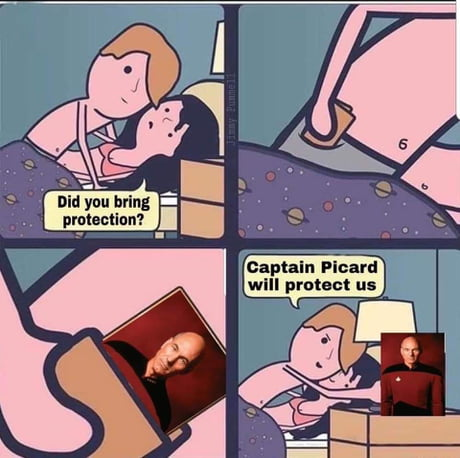 Did you bring
protection?
Jimmy Pummell
Captain Picard
will protect us